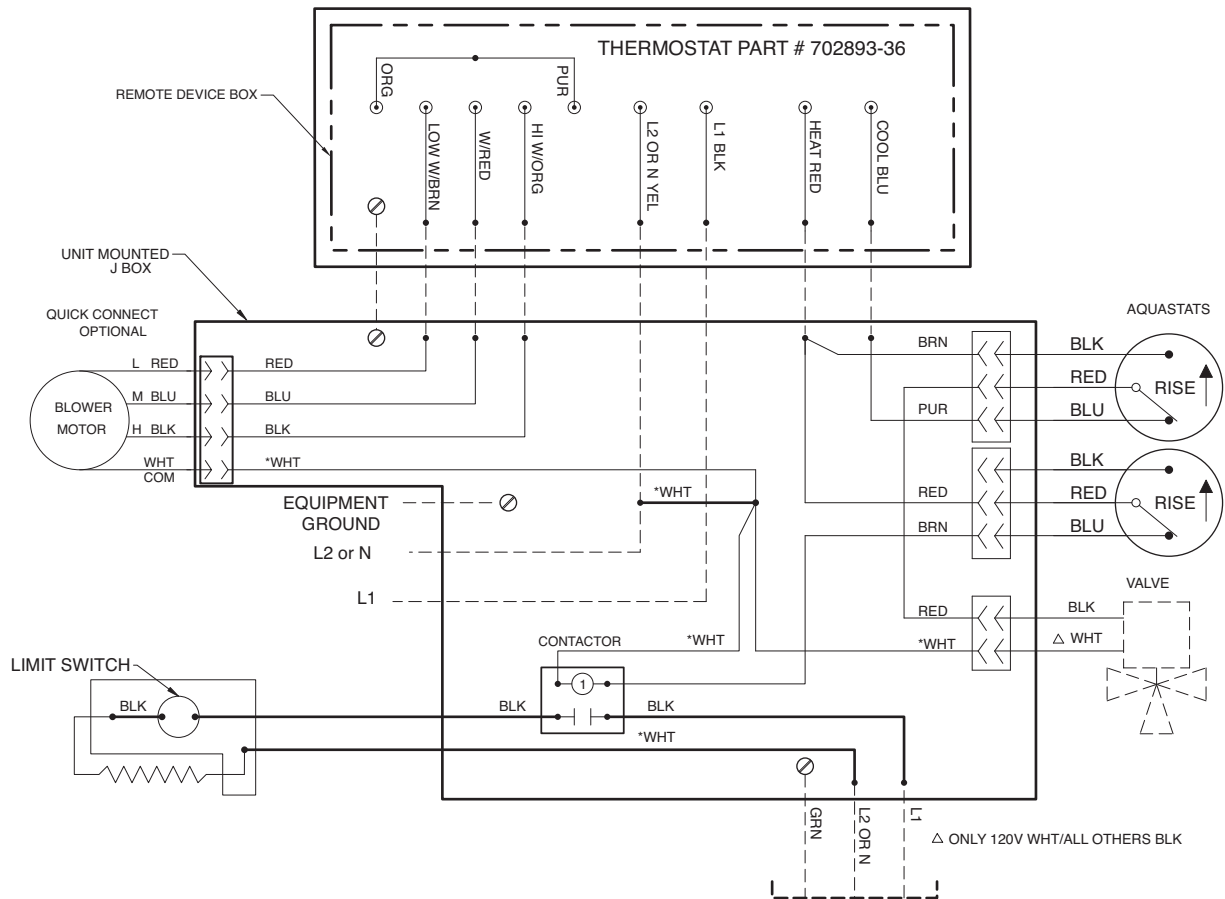 THERMOSTAT PART # 702893-36
REMOTE DEVICE BOX
ORG
PUR
LOW W/BRN
W/RED
HI W/ORG
L2 OR N YEL
L1 BLK
HEAT RED
COOL BLU
UNIT MOUNTED
J BOX
QUICK CONNECT
OPTIONAL
BLOWER
MOTOR
L RED
RED
M BLU
BLU
H BLK
BLK
WHT
COM
*WHT
EQUIPMENT
GROUND
L2 or N
L1
*WHT
AQUASTATS
BRN
BLK
RED
RISE
PUR
BLU
BLK
RED
RED
RISE
BRN
BLU
VALVE
RED
BLK
*WHT
△ WHT
CONTACTOR
*WHT
1
LIMIT SWITCH
BLK
BLK
BLK
*WHT
GRN
L2 OR N
L1
△ ONLY 120V WHT/ALL OTHERS BLK